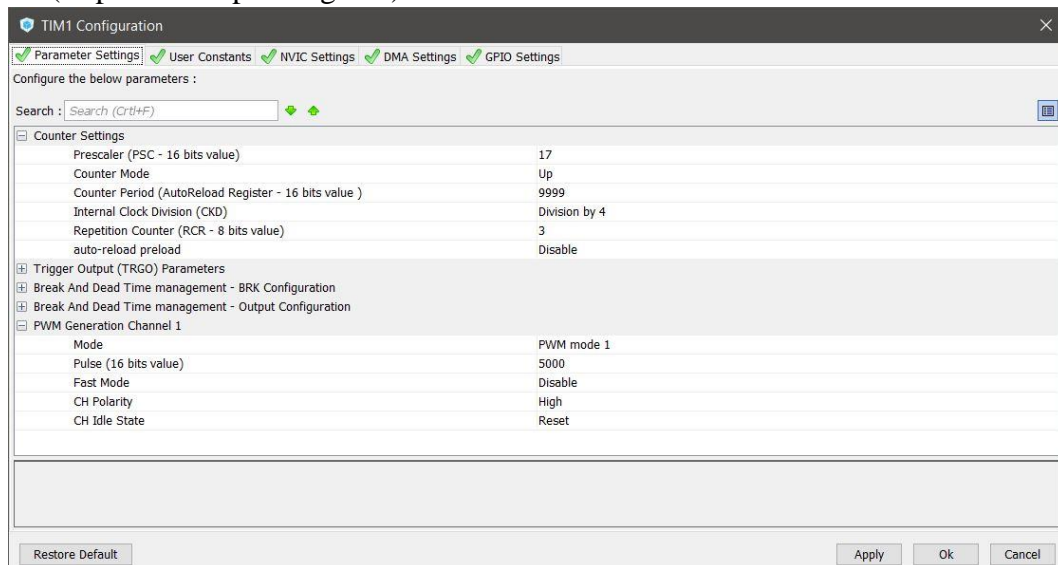 TIM1 Configuration
Parameter Settings User Constants NVIC Settings DMA Settings GPIO Settings
Configure the below parameters :
Search : Search (Crtl+F)
Counter Settings
Prescaler (PSC - 16 bits value) 17
Counter Mode Up
Counter Period (AutoReload Register - 16 bits value ) 9999
Internal Clock Division (CKD) Division by 4
Repetition Counter (RCR - 8 bits value) 3
auto-reload preload Disable
Trigger Output (TRGO) Parameters
Break And Dead Time management - BRK Configuration
Break And Dead Time management - Output Configuration
PWM Generation Channel 1
Mode PWM mode 1
Pulse (16 bits value) 5000
Fast Mode Disable
CH Polarity High
CH Idle State Reset
Restore Default Apply Ok Cancel